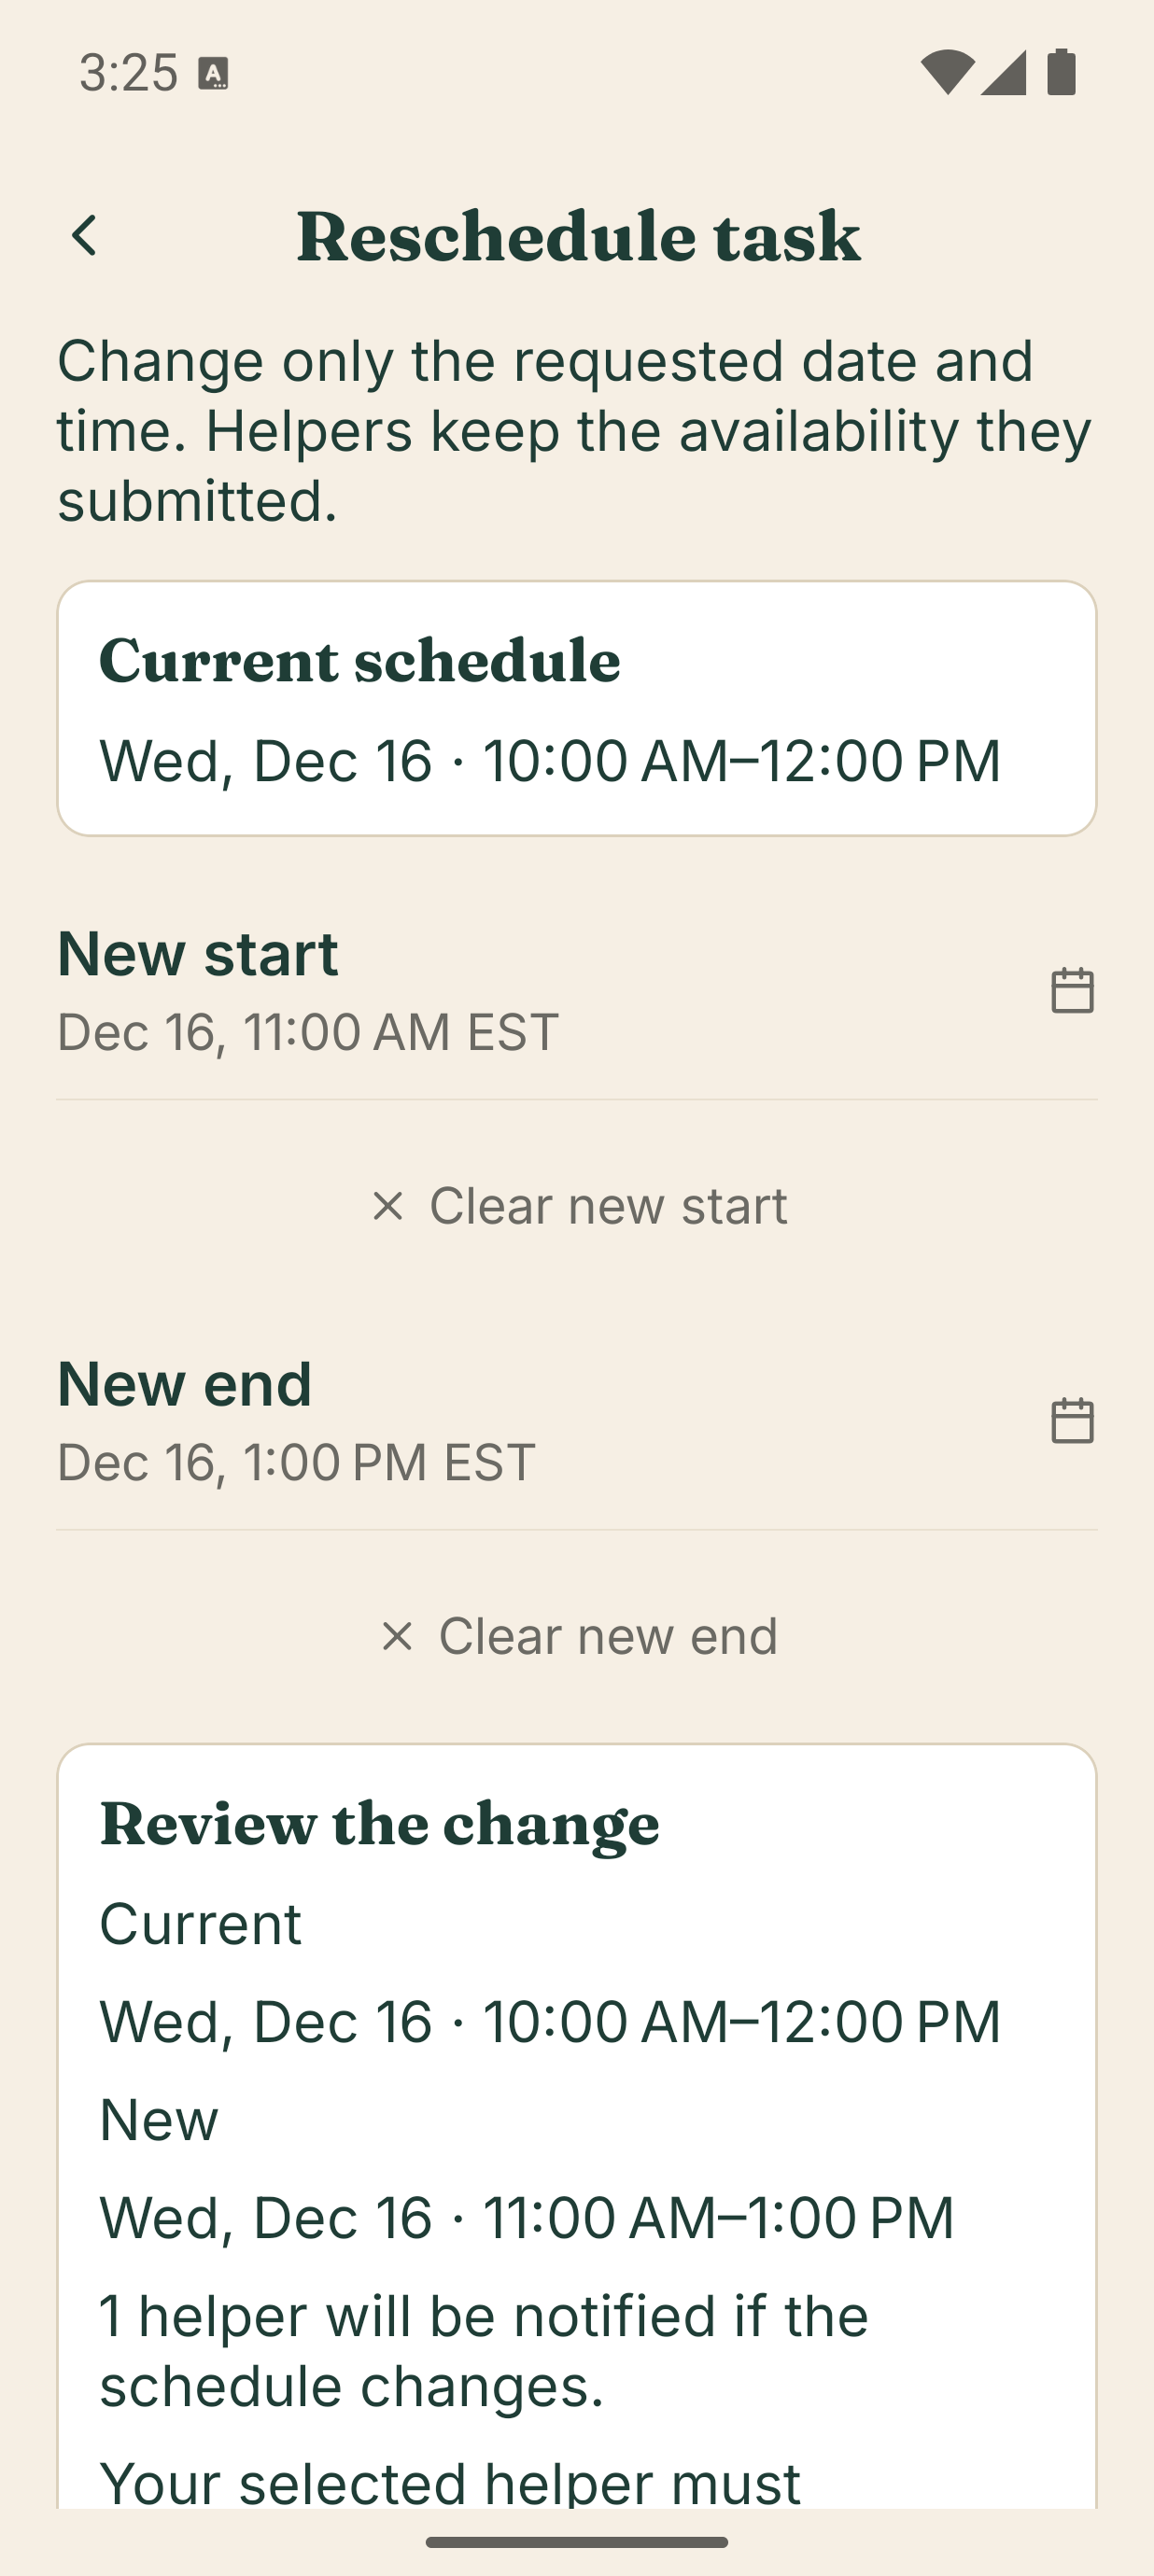 3:25
Reschedule task
Change only the requested date and
time. Helpers keep the availability they
submitted.
Current schedule
Wed, Dec 16 · 10:00 AM–12:00 PM
New start
Dec 16, 11:00 AM EST
Clear new start
New end
Dec 16, 1:00 PM EST
Clear new end
Review the change
Current
Wed, Dec 16 · 10:00 AM–12:00 PM
New
Wed, Dec 16 · 11:00 AM–1:00 PM
1 helper will be notified if the
schedule changes.
Your selected helper must